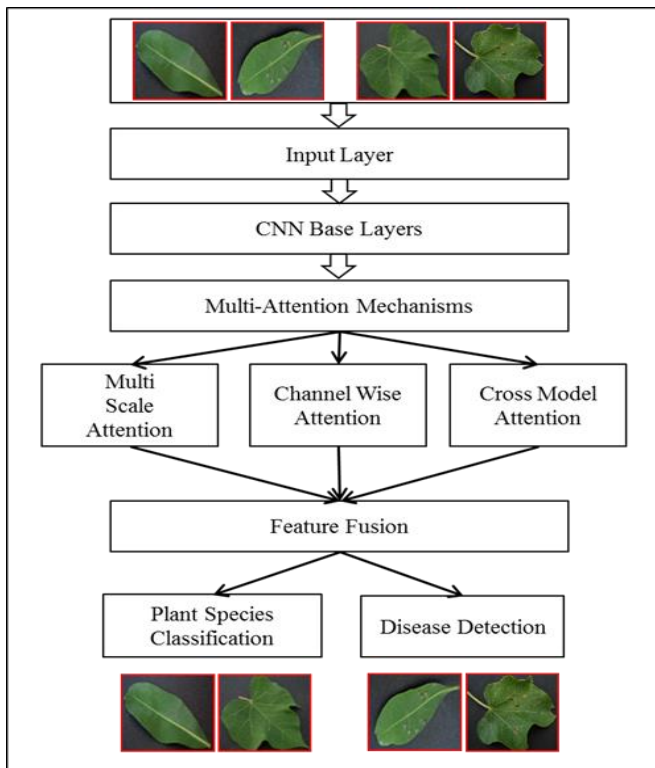 Input Layer
CNN Base Layers
Multi-Attention Mechanisms
Multi
Scale
Attention
Channel Wise
Attention
Cross Model
Attention
Feature Fusion
Plant Species
Classification
Disease Detection